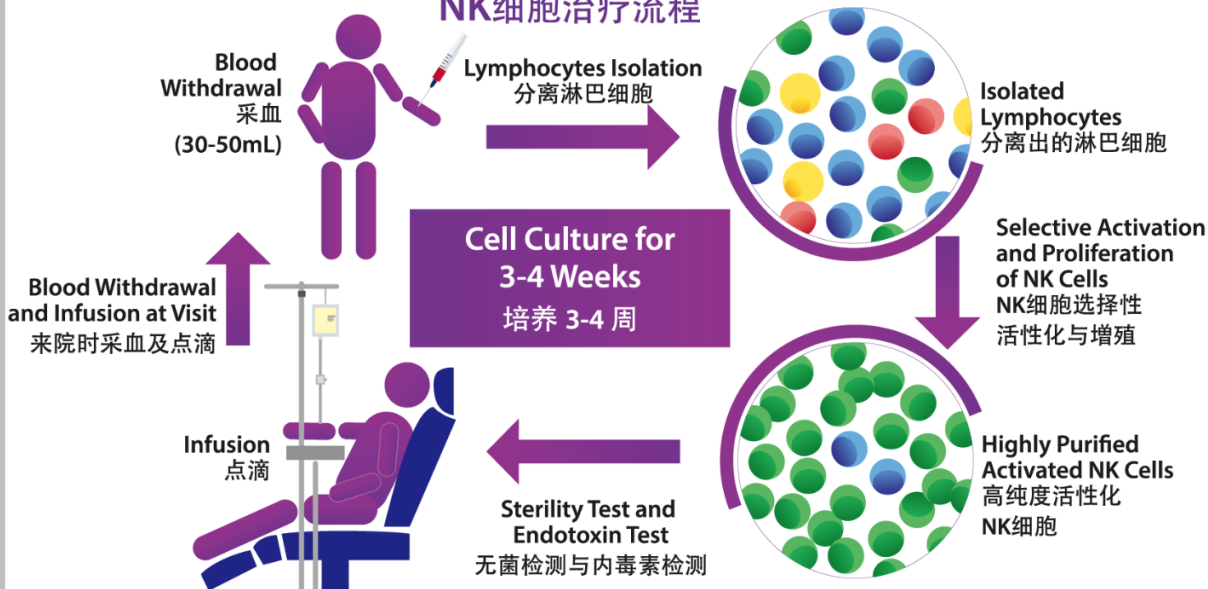 NK细胞治疗流程
Blood
Withdrawal
采血
(30-50mL)
Lymphocytes Isolation
分离淋巴细胞
Isolated
Lymphocytes
分离出的淋巴细胞
Cell Culture for
3-4 Weeks
培养 3-4 周
Selective Activation
and Proliferation
of NK Cells
NK细胞选择性
活性化与增殖
Blood Withdrawal
and Infusion at Visit
来院时采血及点滴
Infusion
点滴
Sterility Test and
Endotoxin Test
无菌检测与内毒素检测
Highly Purified
Activated NK Cells
高纯度活性化
NK细胞